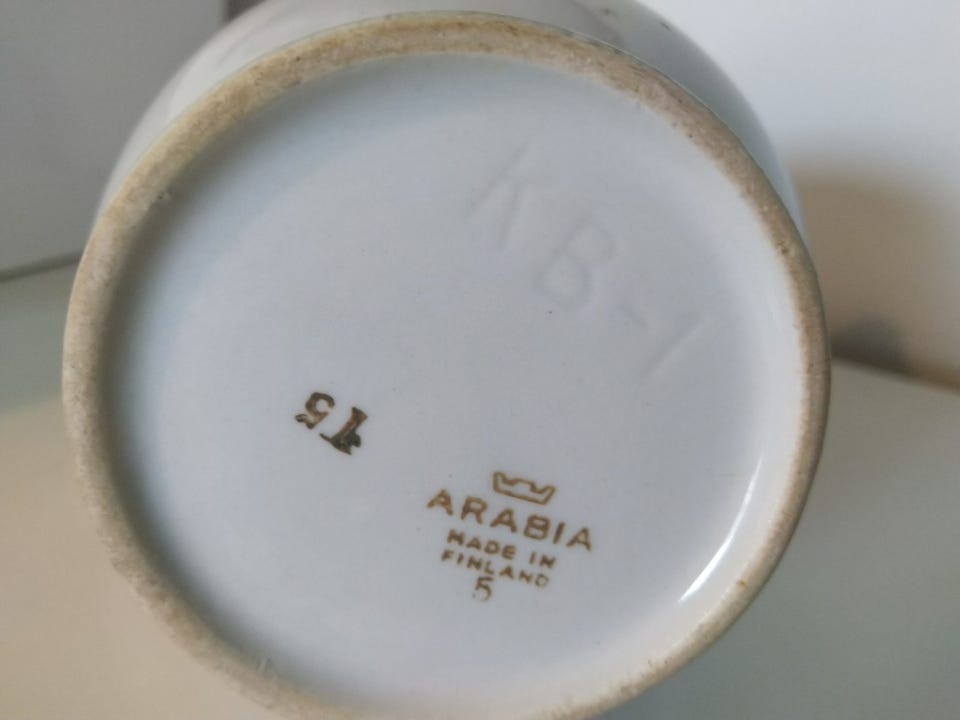 KB-1
15
ARABIA
MADE IN
FINLAND
5